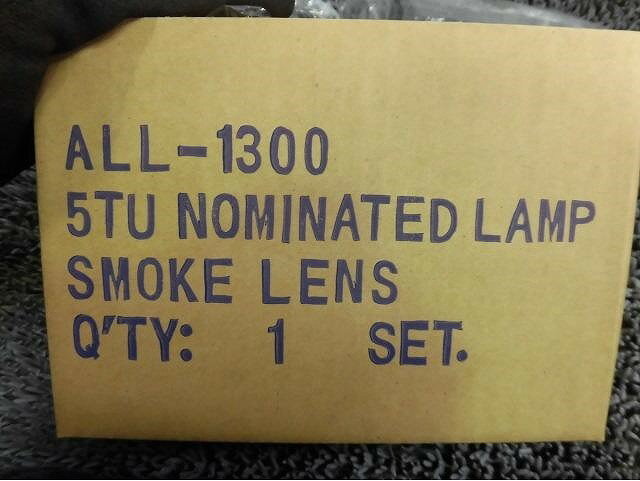 ALL-1300
5TU NOMINATED LAMP
SMOKE LENS
Q'TY: 1 SET.